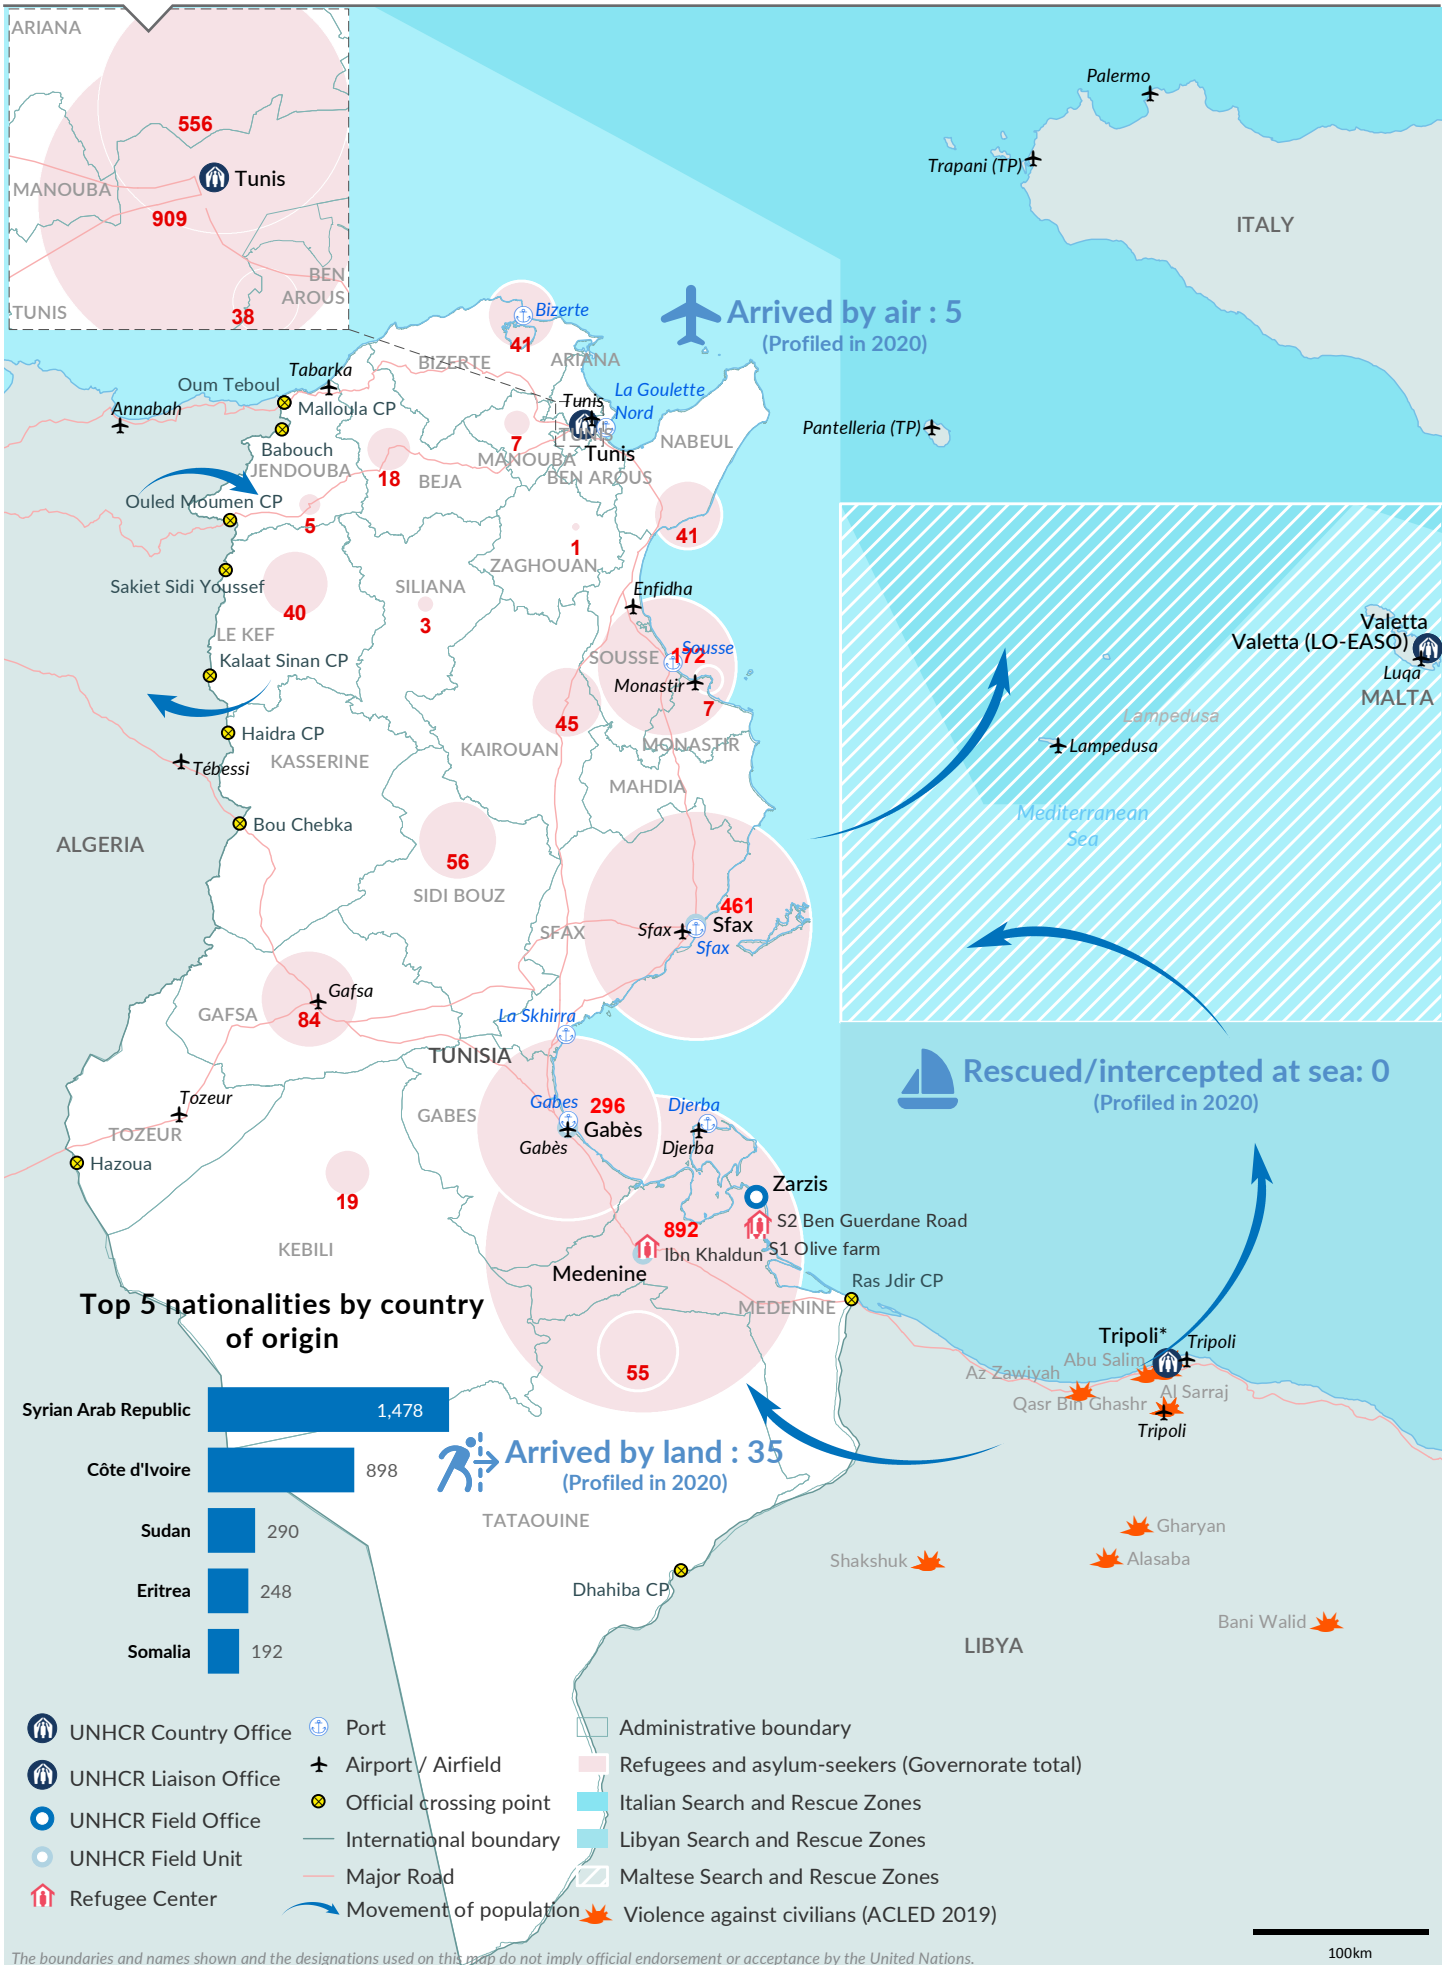 ARIANA
556
Tunis
MANOUBA
909
BEN
AROUS
TUNIS
38
Palermo
Trapani (TP)
ITALY
Bizerte
41
BIZERTE
ARIANA
Arrived by air : 5
(Profiled in 2020)
Tabarka
Oum Teboul
Malloula CP
Annabah
Babouch
JENDOUBA
La Goulette
Nord
Tunis
TUNIS
Tunis
7
MANOUBA
BEN AROUS
NABEUL
Pantelleria (TP)
18
BEJA
Ouled Moumen CP
5
41
1
ZAGHOUAN
Sakiet Sidi Youssef
40
SILIANA
3
Enfidha
LE KEF
Kalaat Sinan CP
SOUSSE
Sousse
172
Monastir
7
Valetta
Valetta (LO-EASO)
Luqa
MALTA
Lampedusa
Lampedusa
Haidra CP
KASSERINE
45
KAIROUAN
MONASTIR
Tébessi
MAHDIA
Mediterranean
Sea
Bou Chebka
ALGERIA
56
SIDI BOUZ
461
Sfax
Sfax
Sfax
SFAX
Gafsa
GAFSA
84
La Skhirra
TUNISIA
Rescued/intercepted at sea: 0
(Profiled in 2020)
Tozeur
TOZEUR
Hazoua
GABES
Gabes
296
Gabès
Gabès
Djerba
Djerba
19
KEBILI
Zarzis
S2 Ben Guerdane Road
892
Ibn Khaldun
S1 Olive farm
Medenine
Ras Jdir CP
MEDENINE
55
Tripoli*
Tripoli
Abu Salim
Az Zawiyah
Al Sarraj
Qasr Bin Ghashr
Tripoli
Top 5 nationalities by country
of origin
Syrian Arab Republic
1,478
Côte d'Ivoire
898
Sudan
290
Eritrea
248
Somalia
192
Arrived by land : 35
(Profiled in 2020)
TATAOUINE
Dhahiba CP
Gharyan
Shakshuk
Alasaba
Bani Walid
LIBYA
UNHCR Country Office
UNHCR Liaison Office
UNHCR Field Office
UNHCR Field Unit
Refugee Center
Port
Airport / Airfield
Official crossing point
International boundary
Major Road
Movement of population
Administrative boundary
Refugees and asylum-seekers (Governorate total)
Italian Search and Rescue Zones
Libyan Search and Rescue Zones
Maltese Search and Rescue Zones
Violence against civilians (ACLED 2019)
100km
The boundaries and names shown and the designations used on this map do not imply official endorsement or acceptance by the United Nations.